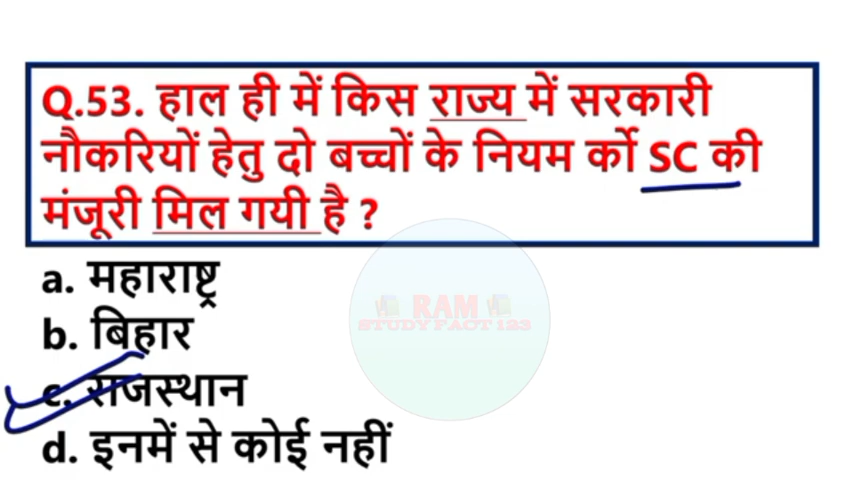 Q.53. हाल ही में किस राज्य में सरकारी
नौकरियों हेतु दो बच्चों के नियम र्को SC की
मंजूरी मिल गयी है ?
a. महाराष्ट्र
b. बिहार
c. राजस्थान
d. इनमें से कोई नहीं
RAM
STUDY FACT 123